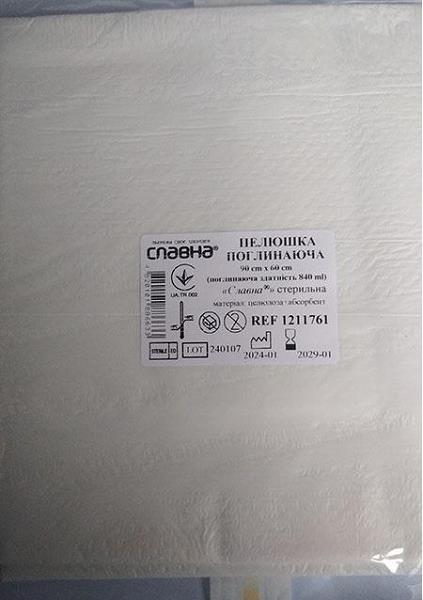 СЛАВНА®
UA.TR.002
ПЕЛЮШКА
ПОГЛИНАЮЧА
90 cm x 60 cm
(поглинаюча здатність 840 ml)
«Славна®» стерильна
матеріал: целюлоза+абсорбент
REF 1211761
STERILE EO
LOT 240107
2024-01
2029-01